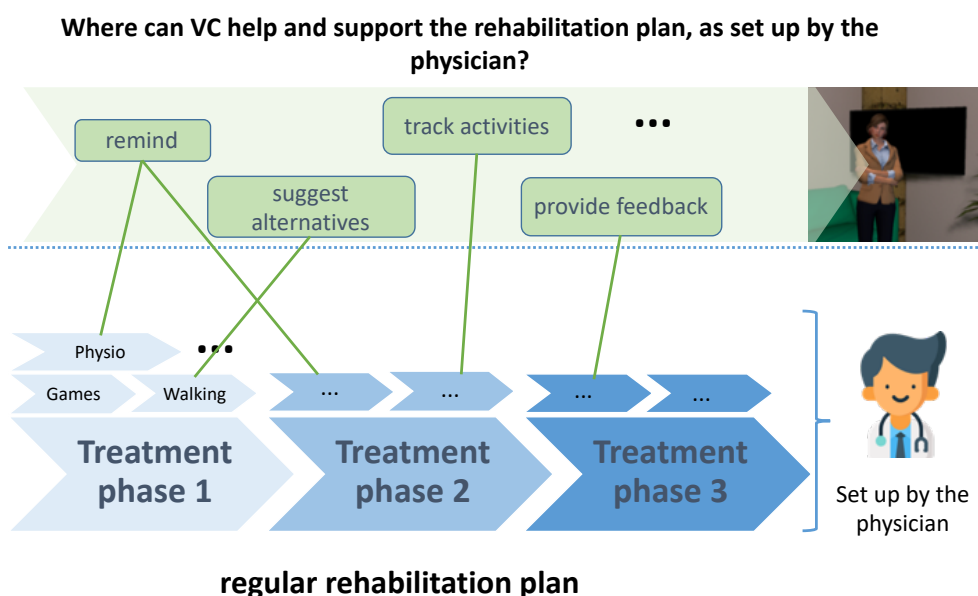 Where can VC help and support the rehabilitation plan, as set up by the
physician?
remind
track activities
...
suggest
alternatives
provide feedback
Physio
...
Games
Walking
...
...
...
...
Treatment
phase 1
Treatment
phase 2
Treatment
phase 3
Set up by the
physician
regular rehabilitation plan